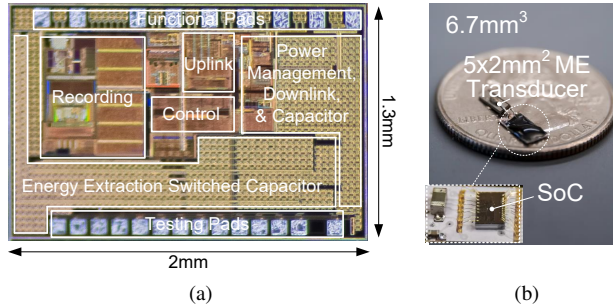 Functional Pads
Recording
Uplink
Control
Power
Management,
Downlink,
& Capacitor
Energy Extraction Switched Capacitor
Testing Pads
1.3mm
2mm
(a)
6.7mm³
5x2mm² ME
Transducer
SoC
(b)